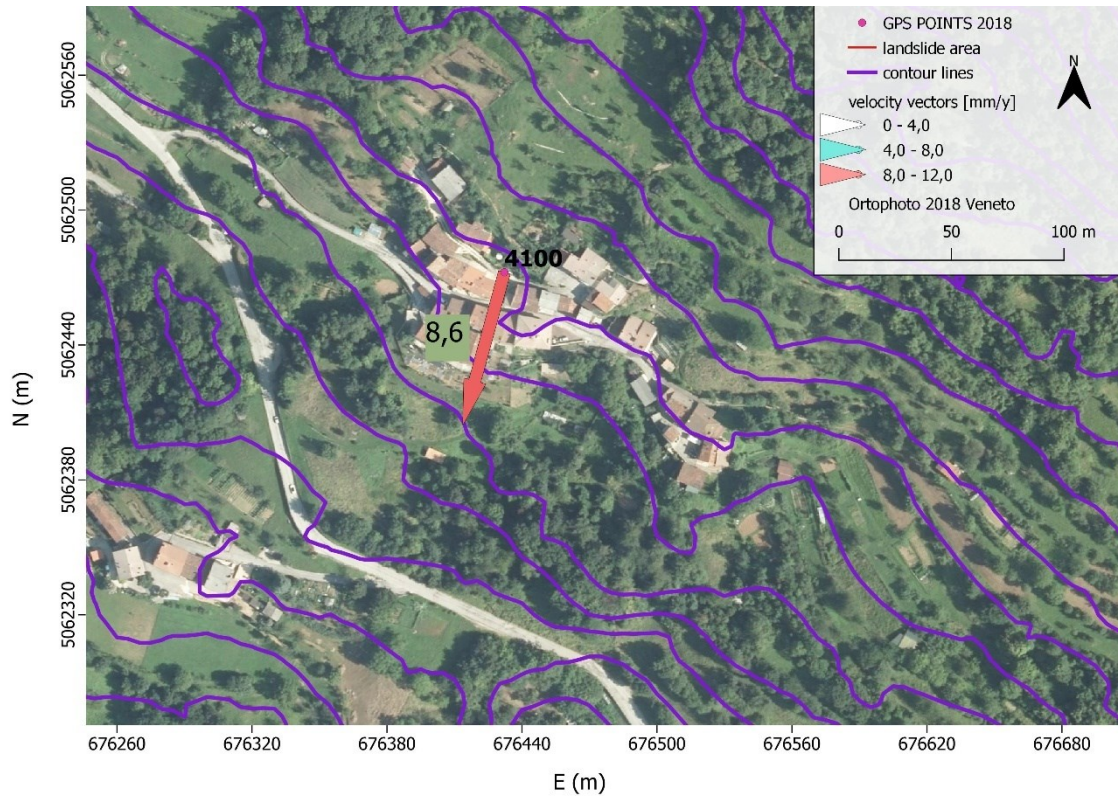 GPS POINTS 2018
landslide area
contour lines
velocity vectors [mm/y]
0 - 4,0
4,0 - 8,0
8,0 - 12,0
Ortophoto 2018 Veneto
0 50 100 m
N
4100
8,6
N (m)
5062560
5062500
5062440
5062380
5062320
676260 676320 676380 676440 676500 676560 676620 676680
E (m)